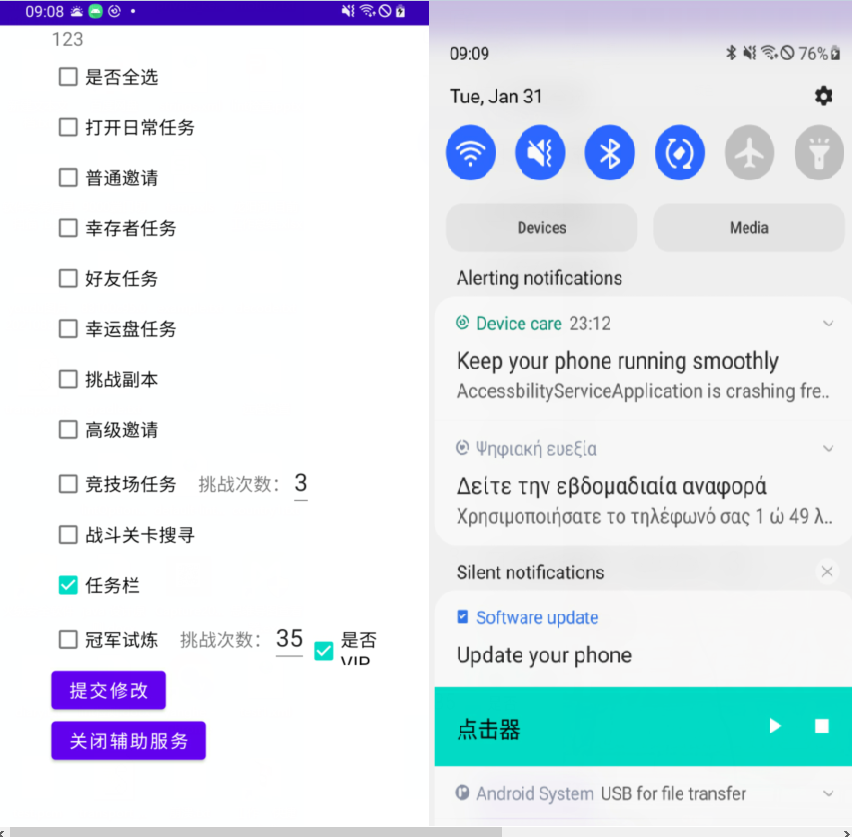 09:08
123
是否全选
打开日常任务
普通邀请
幸存者任务
好友任务
幸运盘任务
挑战副本
高级邀请
竞技场任务 挑战次数： 3
战斗关卡搜寻
任务栏
冠军试炼 挑战次数： 35 是否
VIP
提交修改
关闭辅助服务
09:09 76%
Tue, Jan 31
Devices Media
Alerting notifications
Device care 23:12
Keep your phone running smoothly
AccessbilityServiceApplication is crashing fre..
Ψηφιακή ευεξία
Δείτε την εβδομαδιαία αναφορά
Χρησιμοποιήσατε το τηλέφωνό σας 1 ώ 49 λ..
Silent notifications
Software update
Update your phone
点击器
Android System USB for file transfer